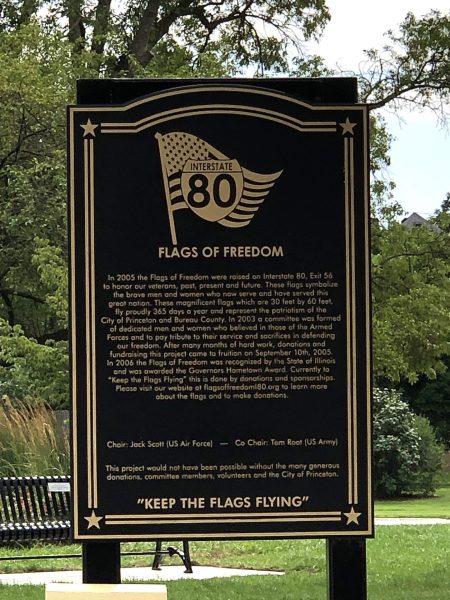 INTERSTATE
80
FLAGS OF FREEDOM
In 2005 the Flags of Freedom were raised on Interstate 80, Exit 56
to honor our veterans, past, present and future. These flags symbolize
the brave men and women who now serve and have served this
great nation. These magnificent flags which are 30 feet by 60 feet,
fly proudly 365 days a year and represent the patriotism of the
City of Princeton and Bureau County. In 2003 a committee was formed
of dedicated men and women who believed in those of the Armed
Forces and to pay tribute to their service and sacrifices in defending
our freedom. After many months of hard work, donations and
fundraising this project came to fruition on September 10th, 2005.
In 2006 the Flags of Freedom was recognized by the State of Illinois
and was awarded the Governors Hometown Award. Currently to
"Keep the Flags Flying" this is done by donations and sponsorships.
Please visit our website at flagsoffreedomI80.org to learn more
about the flags and to make donations.
Chair: Jack Scott (US Air Force) — Co Chair: Tom Root (US Army)
This project would not have been possible without the many generous
donations, committee members, volunteers and the City of Princeton.
"KEEP THE FLAGS FLYING"